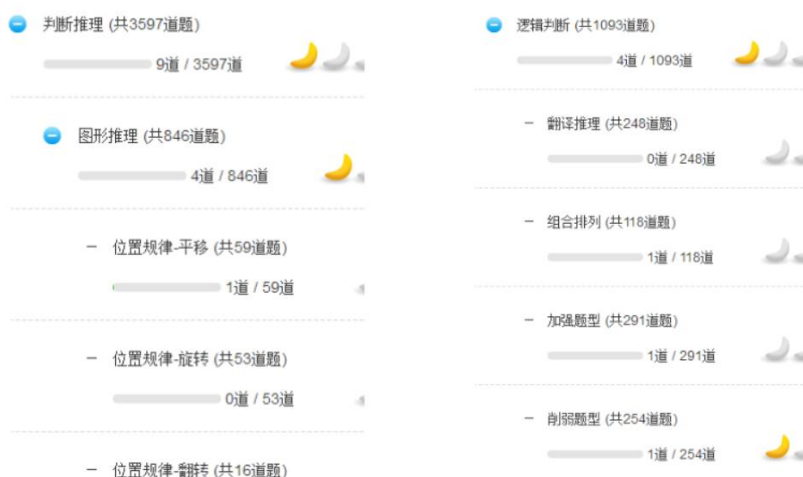 判断推理 (共3597道题)
9道 / 3597道
图形推理 (共846道题)
4道 / 846道
位置规律-平移 (共59道题)
1道 / 59道
位置规律-旋转 (共53道题)
0道 / 53道
位置规律-翻转 (共16道题)
逻辑判断 (共1093道题)
4道 / 1093道
翻译推理 (共248道题)
0道 / 248道
组合排列 (共118道题)
1道 / 118道
加强题型 (共291道题)
1道 / 291道
削弱题型 (共254道题)
1道 / 254道